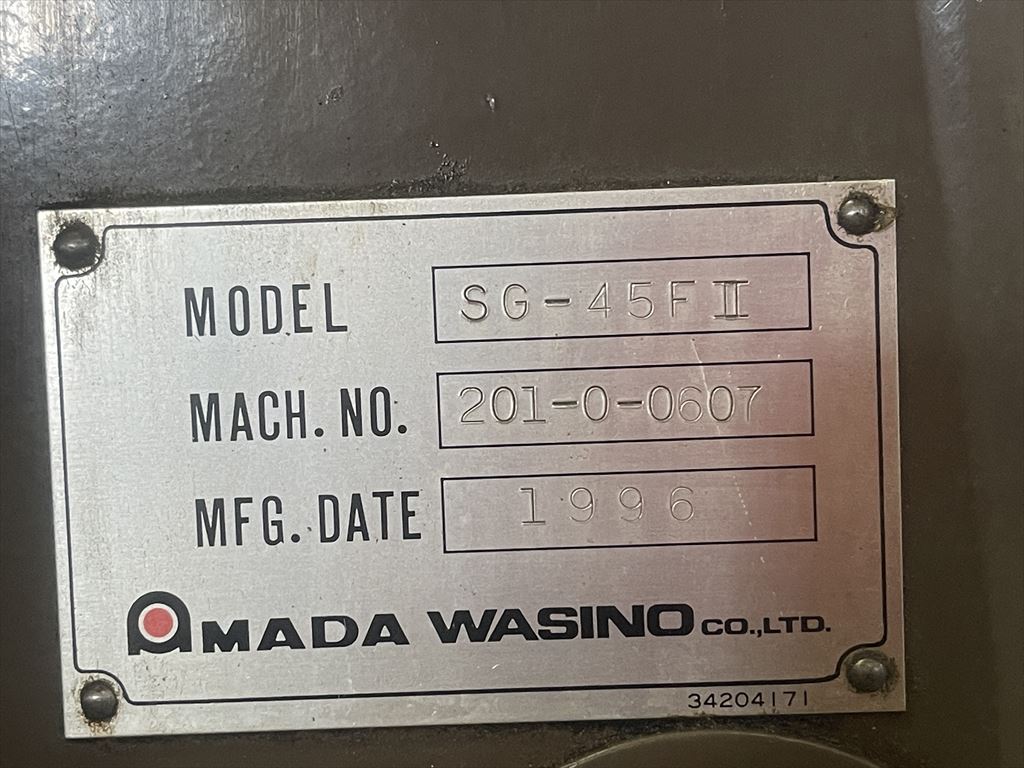 MODEL SG-45FⅡ
MACH. NO. 201-0-0607
MFG. DATE 1996
AMADA WASINO CO.,LTD.
34204171